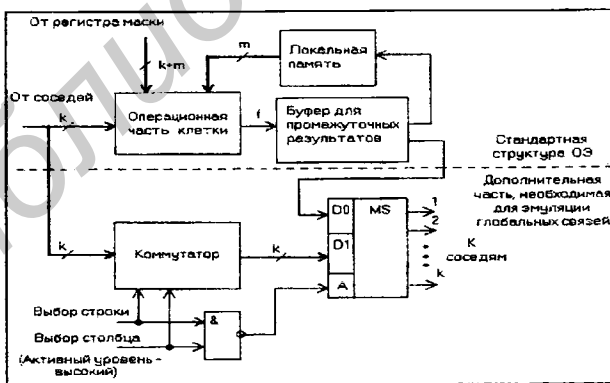 От регистра маски
k+m
m
Локальная
память
От соседей
k
Операционная
часть клетки
f
Буфер для
промежуточных
результатов
Стандартная
структура ОЭ
Дополнительная
часть, необходимая
для эмуляции
глобальных связей
D0
MS
1
2
D1
К
соседям
k
A
k
Коммутатор
k
Выбор строки
&
Выбор столбца
(Активный уровень -
высокий)